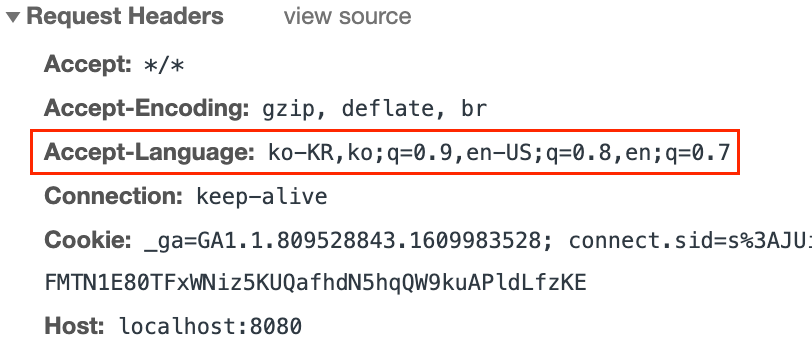 ▼ Request Headers view source
Accept: */*
Accept-Encoding: gzip, deflate, br
Accept-Language: ko-KR,ko;q=0.9,en-US;q=0.8,en;q=0.7
Connection: keep-alive
Cookie: _ga=GA1.1.809528843.1609983528; connect.sid=s%3AJUi
FMTN1E80TFxWNiz5KUQafhdN5hqQW9kuAPldLfzKE
Host: localhost:8080